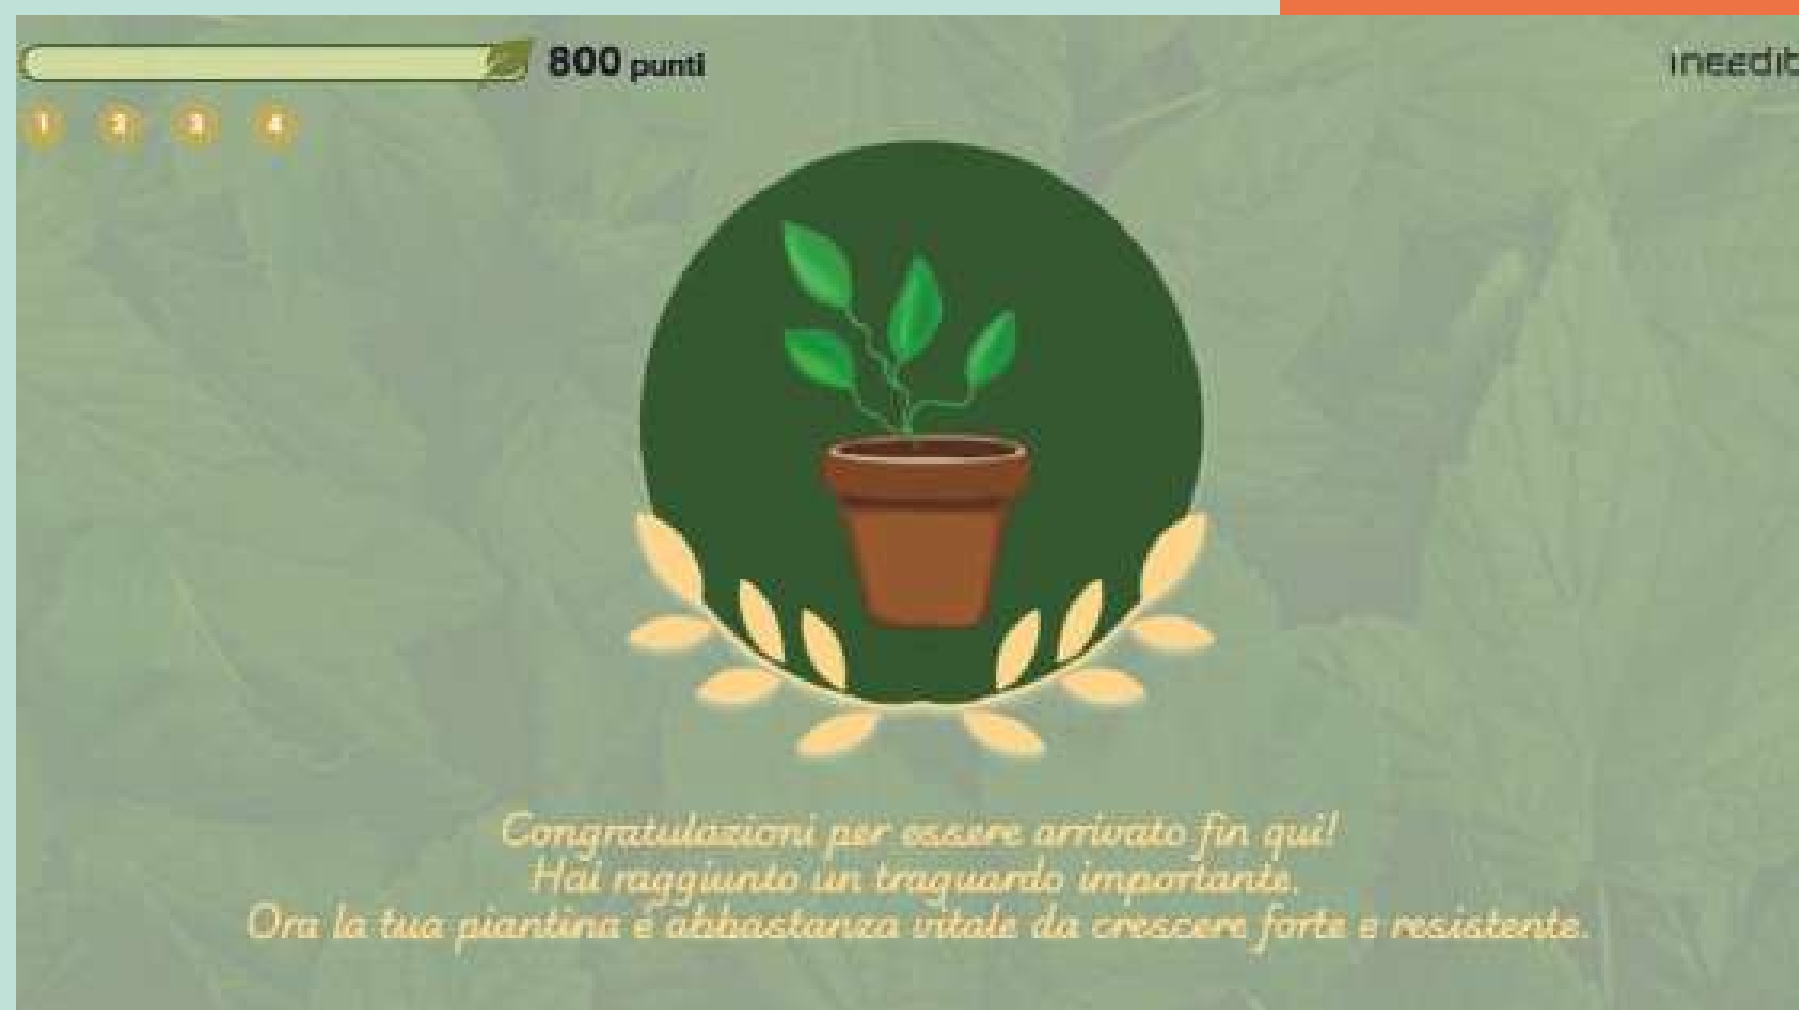 800 punti
1 2 3 4
Congratulazioni per essere arrivato fin qui!
Hai raggiunto un traguardo importante.
Ora la tua piantina è abbastanza vitale da crescere forte e resistente.